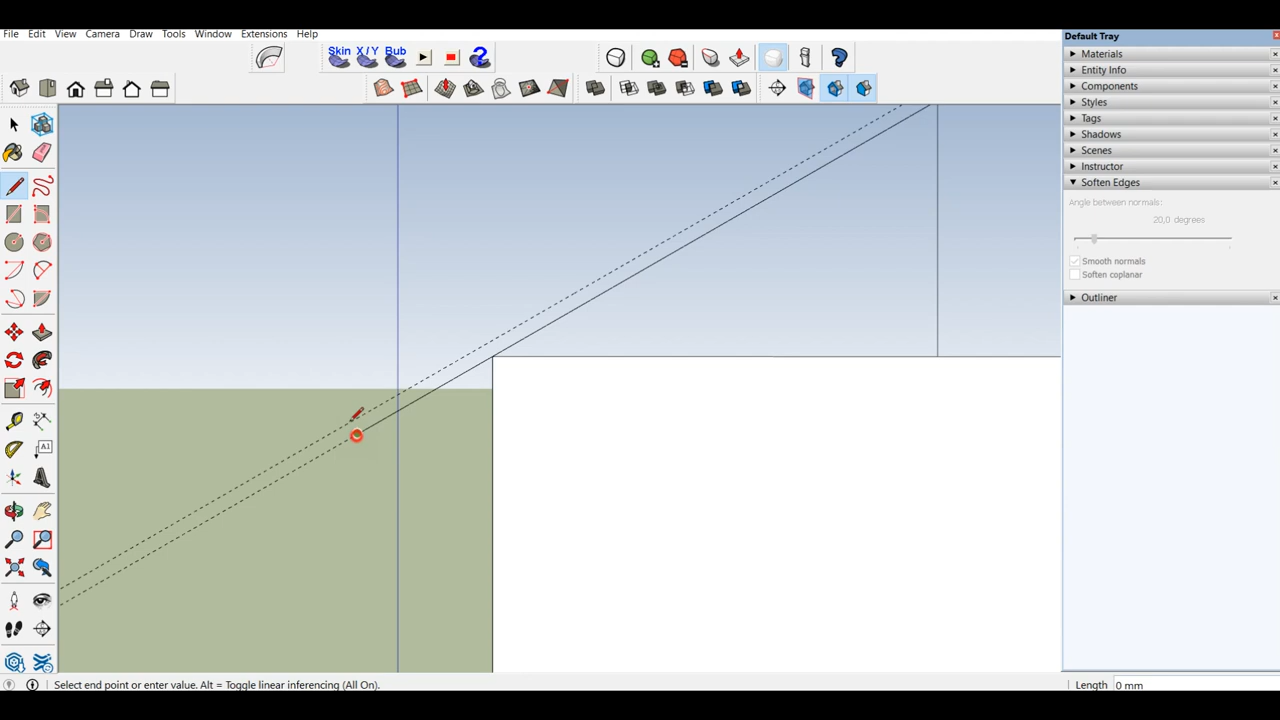 File Edit View Camera Draw Tools Window Extensions Help
Default Tray
Skin X/Y Bub
Materials
Entity Info
Components
Styles
Tags
Shadows
Scenes
Instructor
Soften Edges
Angle between normals:
20,0 degrees
Smooth normals
Soften coplanar
Outliner
A1
Select end point or enter value. Alt = Toggle linear inferencing (All On).
Length 0 mm